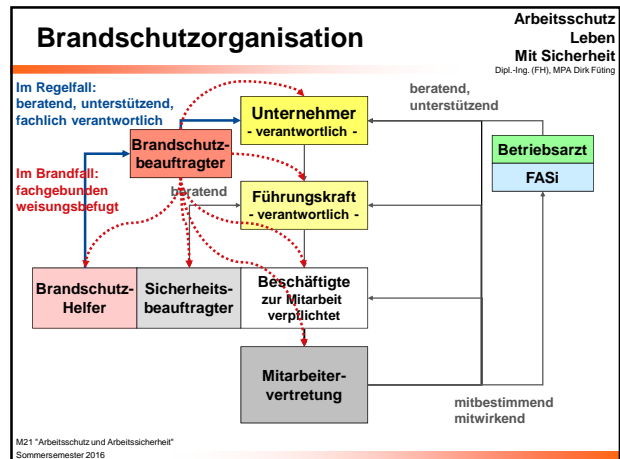 Brandschutzorganisation
Arbeitsschutz
Leben
Mit Sicherheit
Dipl.-Ing. (FH), MPA Dirk Füting
Im Regelfall:
beratend, unterstützend,
fachlich verantwortlich
Unternehmer
- verantwortlich -
beratend,
unterstützend
Brandschutz-
beauftragter
Betriebsarzt
FASi
Im Brandfall:
fachgebunden
weisungsbefugt
beratend
Führungskraft
- verantwortlich -
Brandschutz-
Helfer
Sicherheits-
beauftragter
Beschäftigte
zur Mitarbeit
verpflichtet
Mitarbeiter-
vertretung
mitbestimmend
mitwirkend
M21 "Arbeitsschutz und Arbeitssicherheit"
Sommersemester 2016